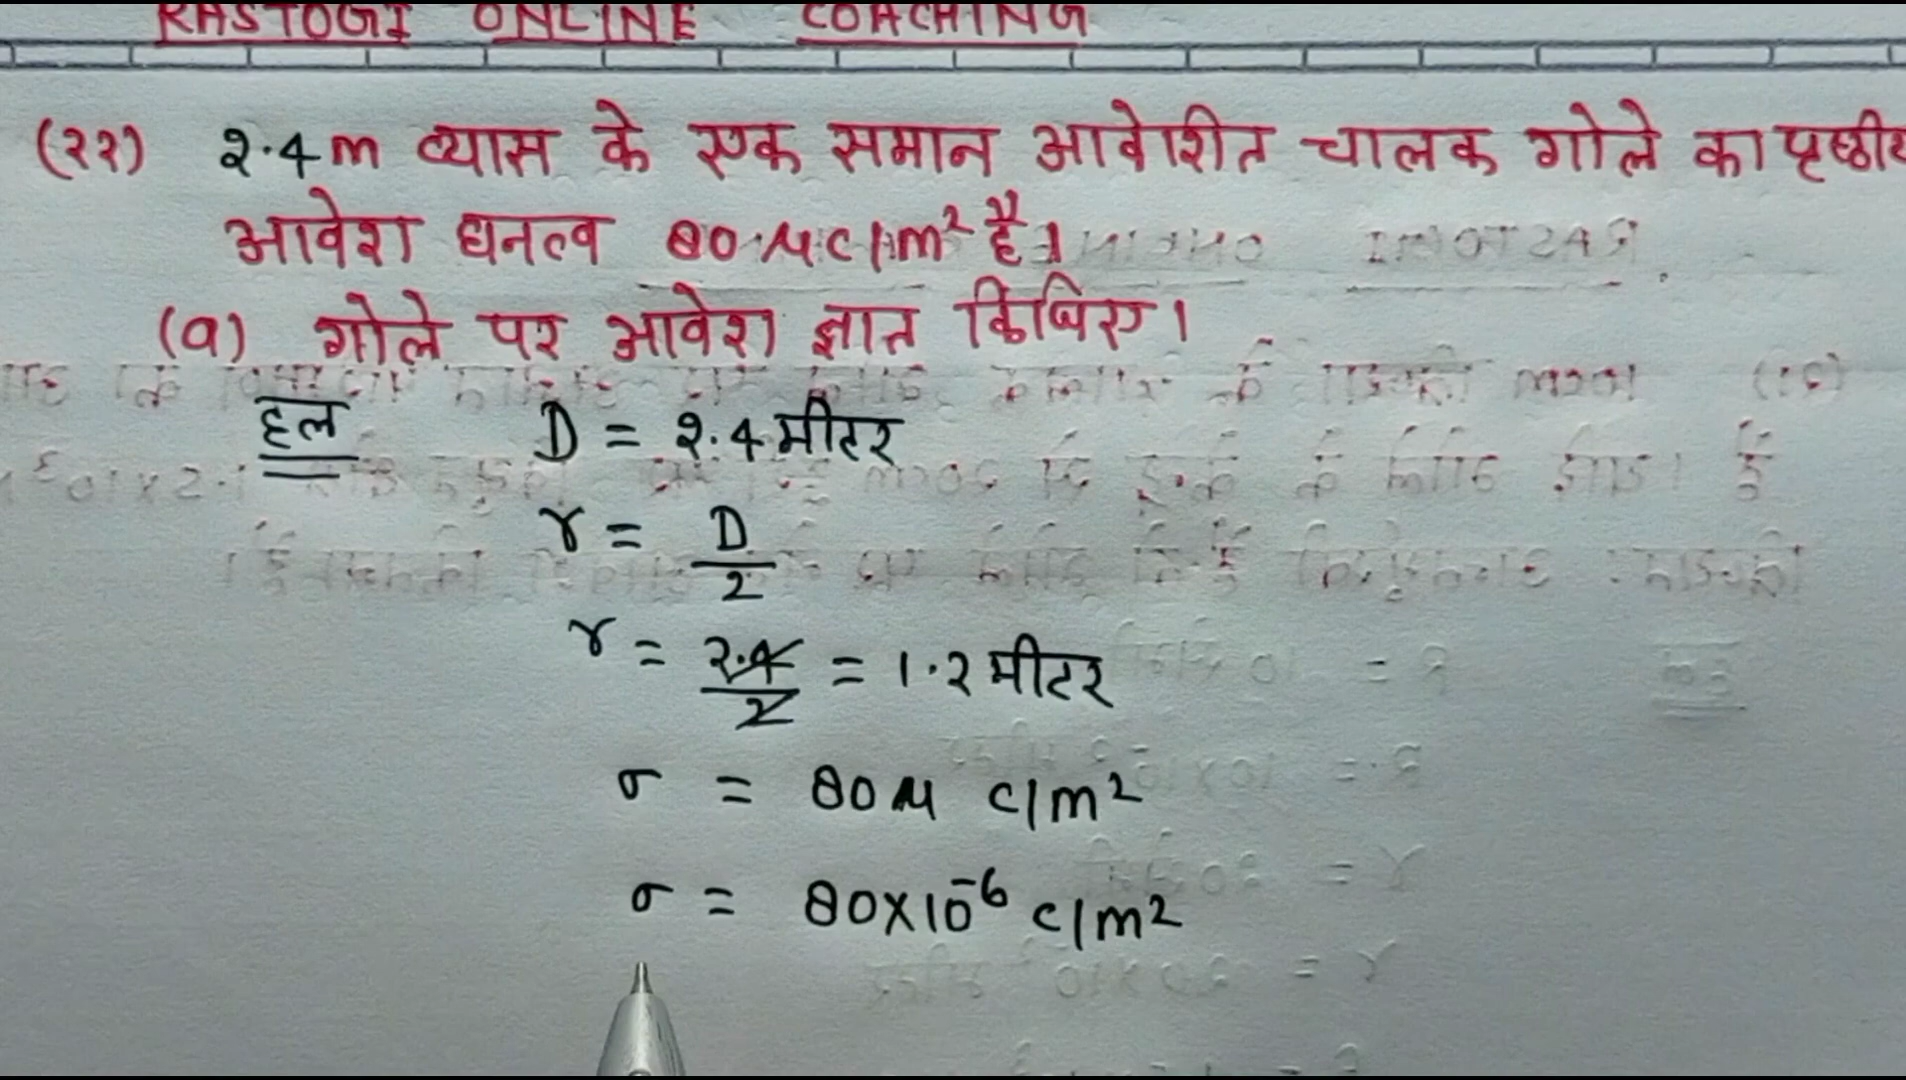 RASTOGI ONLINE COACHING
(22) 2.4 m व्यास के एक समान आवेशीत चालक गोले का पृष्ठीय
आवेश घनत्व 80 μC/m² है।
(a) गोले पर आवेश ज्ञात किजिए।
हल D = 2.4 मीटर
r = D/2
r = 2.4/2 = 1.2 मीटर
σ = 80 μ C/m²
σ = 80×10⁻⁶ C/m²